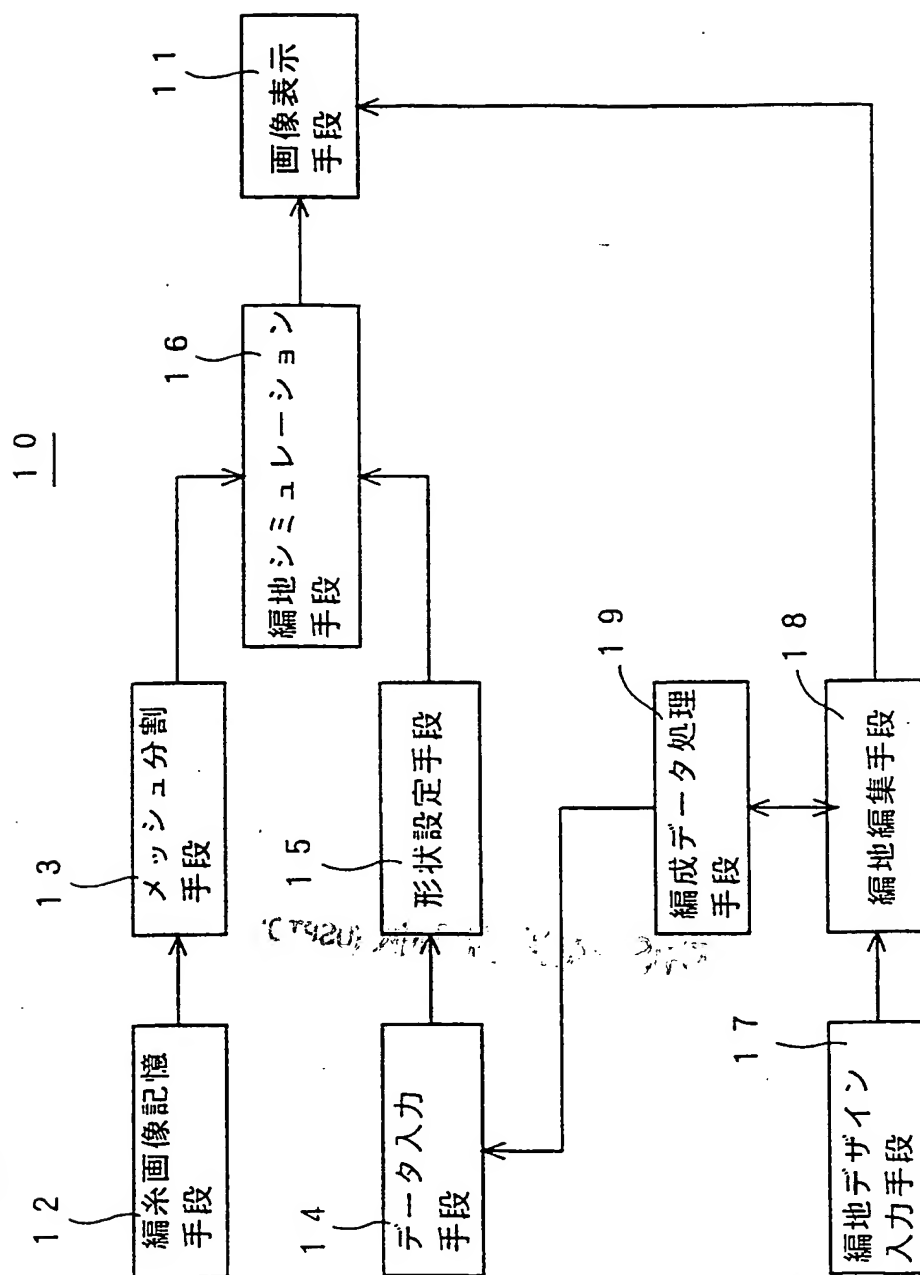 １０
１２
編糸画像記憶
手段
１３
メッシュ分割
手段
１６
編地シミュレーション
手段
１１
画像表示
手段
１４
データ入力
手段
１５
形状設定手段
１９
編成データ処理
手段
１７
編地デザイン
入力手段
１８
編地編集手段